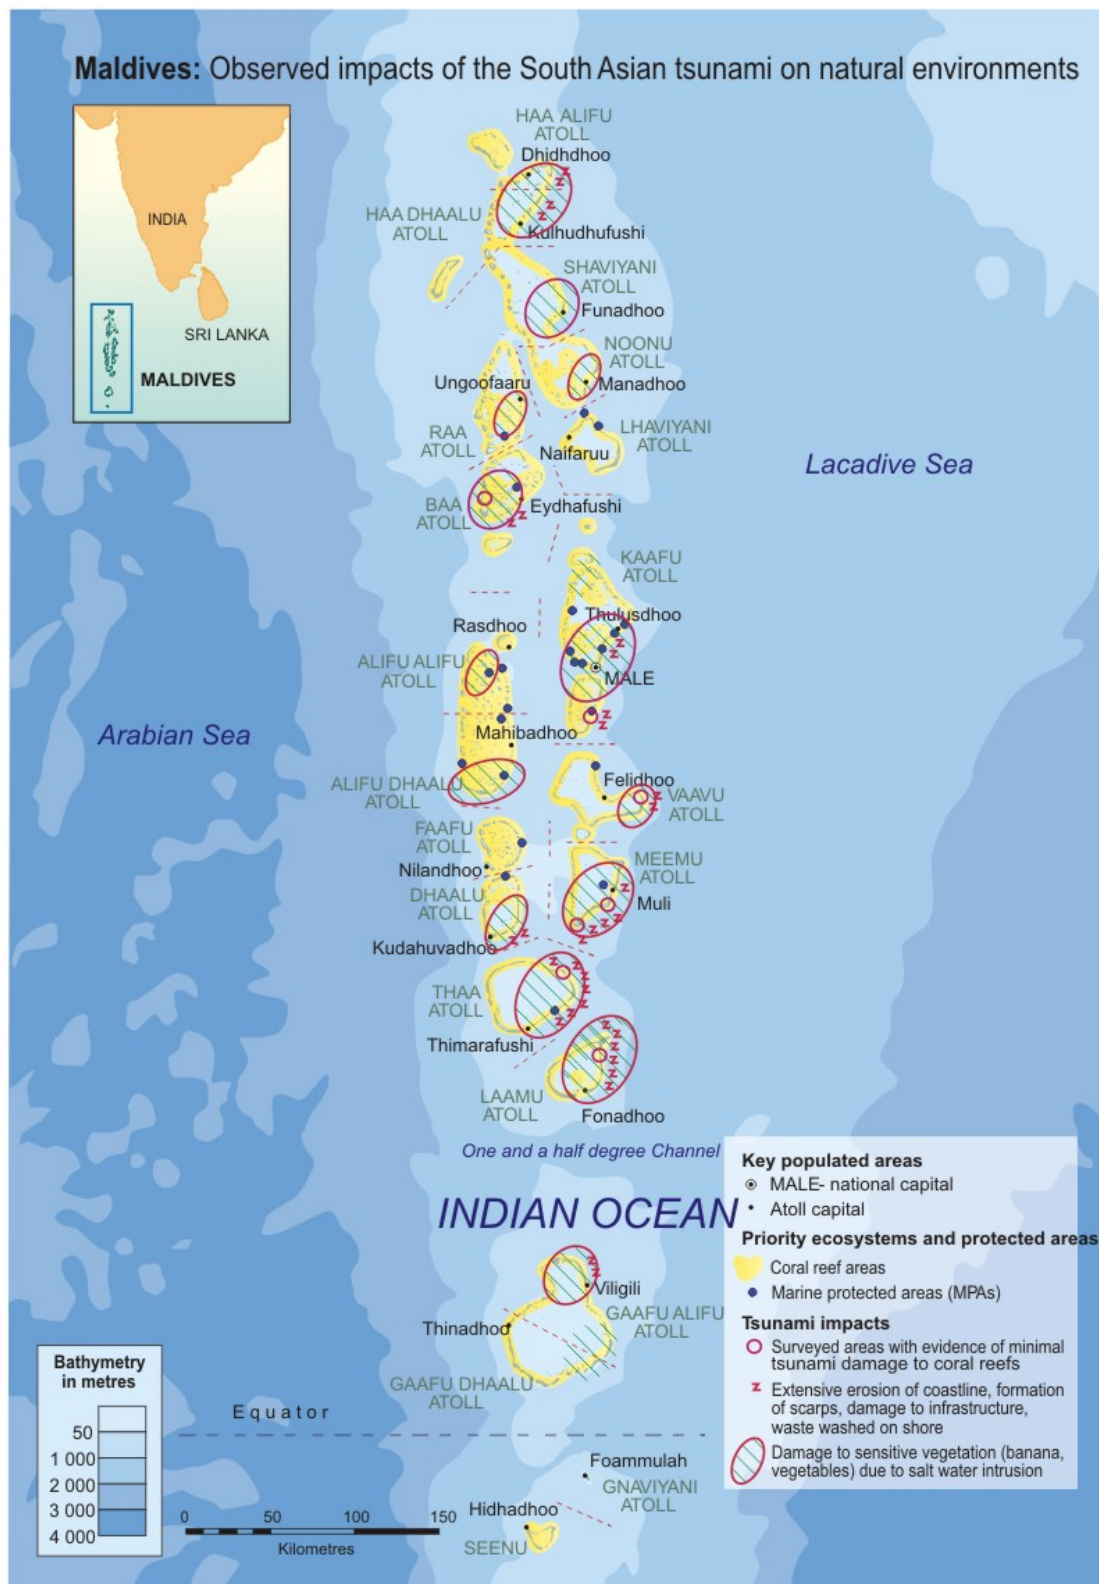 Maldives: Observed impacts of the South Asian tsunami on natural environments
INDIA
SRI LANKA
MALDIVES
HAA ALIFU
ATOLL
Dhidhdhoo
HAA DHAALU
ATOLL
Kulhudhufushi
SHAVIYANI
ATOLL
Funadhoo
NOONU
ATOLL
Ungoofaaru
Manadhoo
RAA
ATOLL
LHAVIYANI
ATOLL
Naifaruu
Lacadive Sea
BAA
ATOLL
Eydhafushi
KAAFU
ATOLL
Thulusdhoo
Rasdhoo
ALIFU ALIFU
ATOLL
MALE
Arabian Sea
Mahibadhoo
ALIFU DHAALU
ATOLL
Felidhoo
VAAVU
ATOLL
FAAFU
ATOLL
Nilandhoo
MEEMU
ATOLL
DHAALU
ATOLL
Muli
Kudahuvadhoo
THAA
ATOLL
Thimarafushi
LAAMU
ATOLL
Fonadhoo
One and a half degree Channel
INDIAN OCEAN
Viligili
Thinadhoo
GAAFU ALIFU
ATOLL
GAAFU DHAALU
ATOLL
Equator
Foammulah
GNAVIYANI
ATOLL
Hidhadhoo
SEENU
0 50 100 150
Kilometres
Bathymetry
in metres
50
1 000
2 000
3 000
4 000
Key populated areas
MALE- national capital
Atoll capital
Priority ecosystems and protected areas
Coral reef areas
Marine protected areas (MPAs)
Tsunami impacts
Surveyed areas with evidence of minimal
tsunami damage to coral reefs
Extensive erosion of coastline, formation
of scarps, damage to infrastructure,
waste washed on shore
Damage to sensitive vegetation (banana,
vegetables) due to salt water intrusion